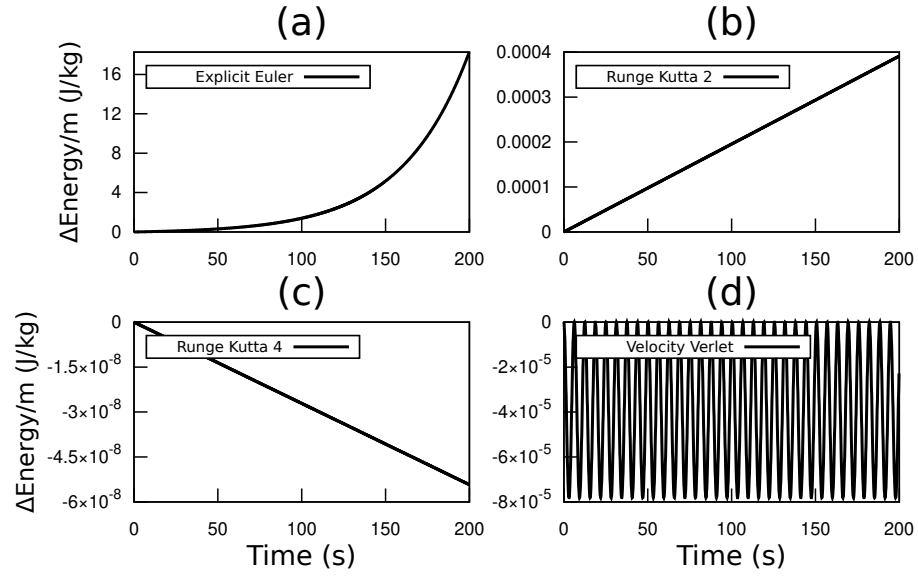 (a) (b)
ΔEnergy/m (J/kg)
Explicit Euler
16
12
8
4
0
0 50 100 150 200
Runge Kutta 2
0.0004
0.0003
0.0002
0.0001
0
0 50 100 150 200
(c) (d)
ΔEnergy/m (J/kg)
Runge Kutta 4
0
-1.5×10⁻⁸
-3×10⁻⁸
-4.5×10⁻⁸
-6×10⁻⁸
0 50 100 150 200
Time (s)
Velocity Verlet
0
-2×10⁻⁵
-4×10⁻⁵
-6×10⁻⁵
-8×10⁻⁵
0 50 100 150 200
Time (s)